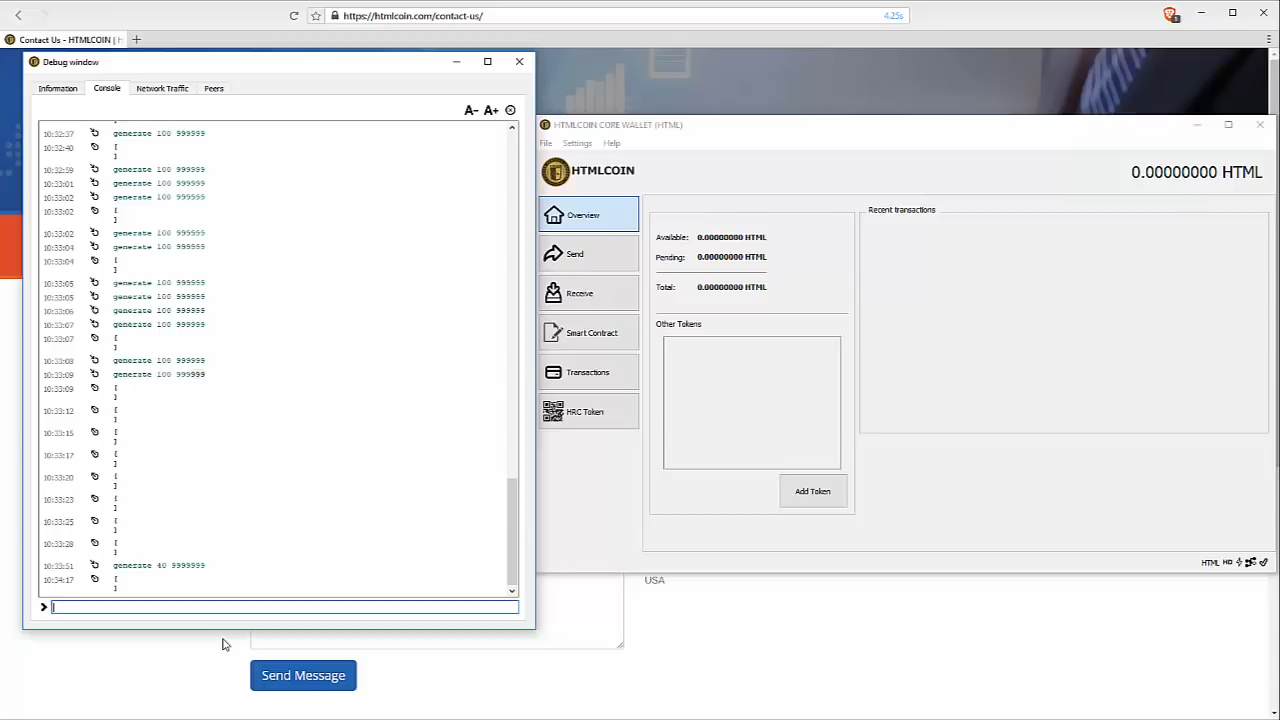 https://htmlcoin.com/contact-us/
4.25s
1
Contact Us - HTMLCOIN | H
Debug window
Information
Console
Network Traffic
Peers
A-
A+
10:32:37 generate 100 999999
10:32:40 [
]
10:32:59 generate 100 999999
10:33:01 generate 100 999999
10:33:02 generate 100 999999
10:33:02 [
]
10:33:02 generate 100 999999
10:33:04 generate 100 999999
10:33:04 [
]
10:33:05 generate 100 999999
10:33:05 generate 100 999999
10:33:06 generate 100 999999
10:33:07 generate 100 999999
10:33:07 [
]
10:33:08 generate 100 999999
10:33:09 generate 100 999999
10:33:09 [
]
10:33:12 [
]
10:33:15 [
]
10:33:17 [
]
10:33:20 [
]
10:33:23 [
]
10:33:25 [
]
10:33:28 [
]
10:33:51 generate 40 9999999
10:34:17 [
]
HTMLCOIN CORE WALLET (HTML)
File
Settings
Help
HTMLCOIN
0.00000000 HTML
Overview
Send
Receive
Smart Contract
Transactions
HRC Token
Available: 0.00000000 HTML
Pending: 0.00000000 HTML
Total: 0.00000000 HTML
Other Tokens
Add Token
Recent transactions
HTML HD
USA
Send Message